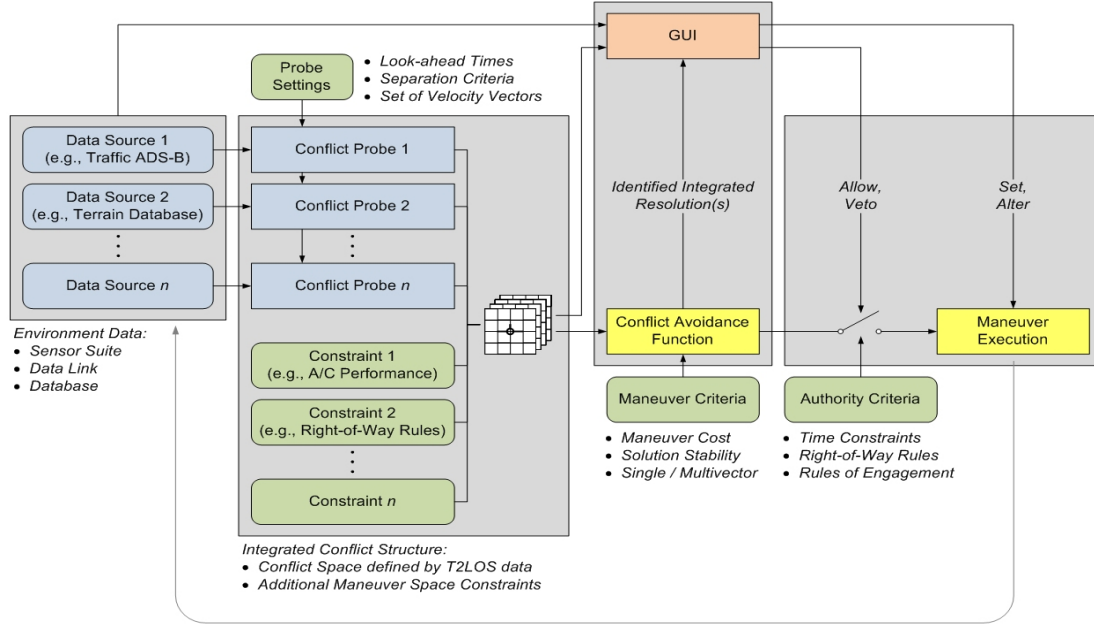 GUI
Probe
Settings
• Look-ahead Times
• Separation Criteria
• Set of Velocity Vectors
Data Source 1
(e.g., Traffic ADS-B)
Conflict Probe 1
Data Source 2
(e.g., Terrain Database)
Conflict Probe 2
Identified Integrated
Resolution(s)
Allow,
Veto
Set,
Alter
Data Source n
Conflict Probe n
Environment Data:
• Sensor Suite
• Data Link
• Database
Conflict Avoidance
Function
Maneuver
Execution
Constraint 1
(e.g., A/C Performance)
Constraint 2
(e.g., Right-of-Way Rules)
Constraint n
Maneuver Criteria
Authority Criteria
• Maneuver Cost
• Solution Stability
• Single / Multivector
• Time Constraints
• Right-of-Way Rules
• Rules of Engagement
Integrated Conflict Structure:
• Conflict Space defined by T2LOS data
• Additional Maneuver Space Constraints